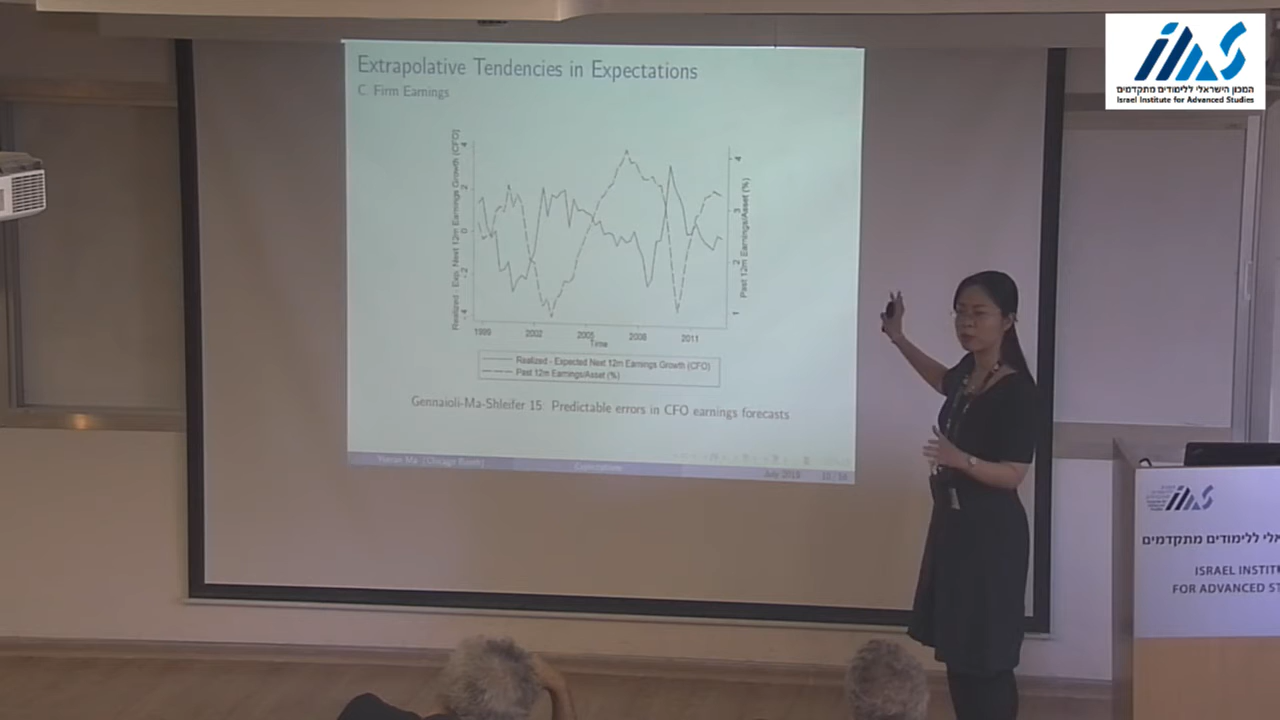 Extrapolative Tendencies in Expectations
C. Firm Earnings
Realized - Exp. Next 12m Earnings Growth (CFO)
4
2
0
-2
-4
4
3
2
1
Past 12m Earnings/Asset (%)
1999
2002
2005
2008
2011
Time
Realized - Expected Next 12m Earnings Growth (CFO)
Past 12m Earnings/Asset (%)
Gennaioli-Ma-Shleifer 15: Predictable errors in CFO earnings forecasts
Ma (Chicago Booth)
Expectations
July 2019
המכון הישראלי ללימודים מתקדמים
Israel Institute for Advanced Studies
ללימודים מתקדמים
ISRAEL
FOR ADVANCED